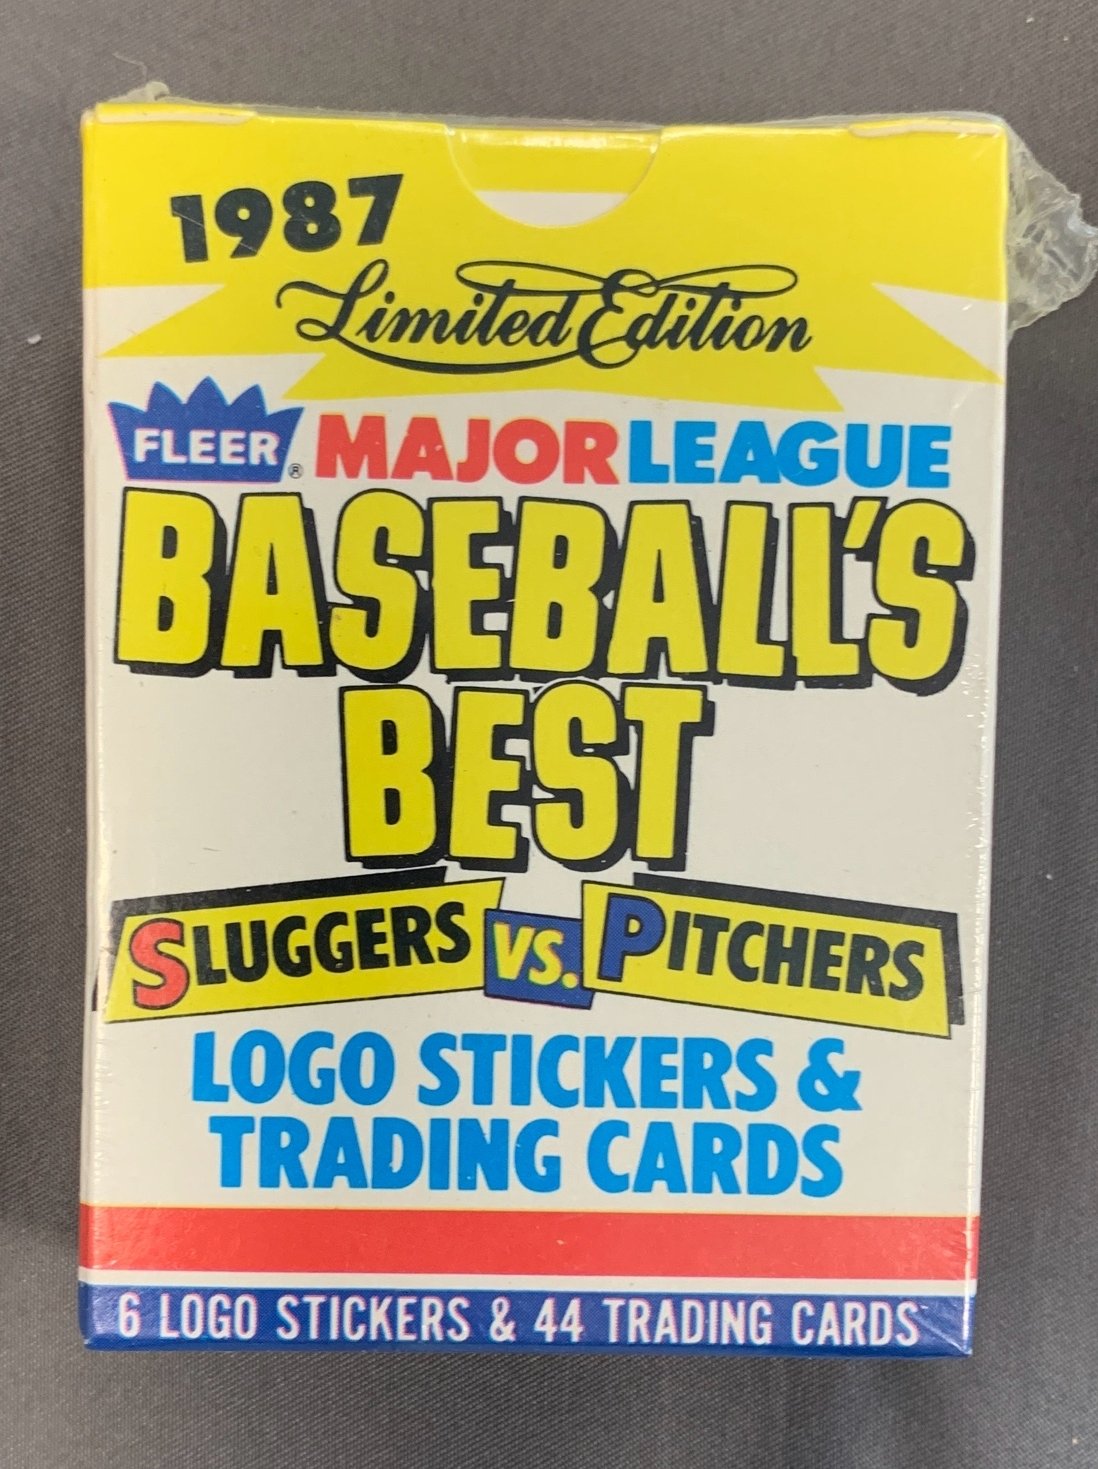 1987
Limited Edition
FLEER® MAJOR LEAGUE
BASEBALL'S
BEST
SLUGGERS VS. PITCHERS
LOGO STICKERS &
TRADING CARDS
6 LOGO STICKERS & 44 TRADING CARDS